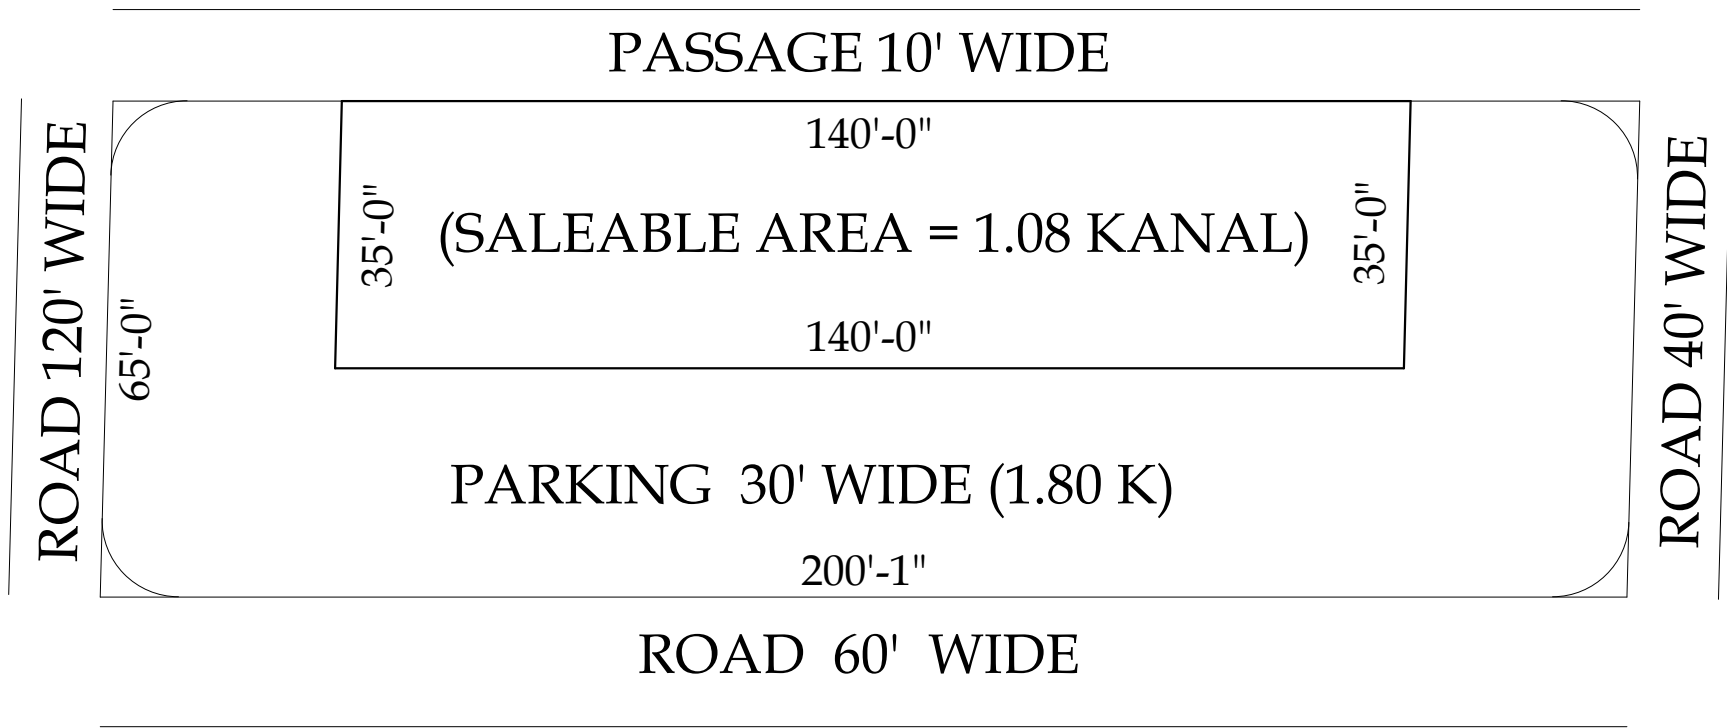 PASSAGE 10' WIDE
ROAD 120' WIDE
140'-0"
35'-0"
(SALEABLE AREA = 1.08 KANAL)
35'-0"
ROAD 40' WIDE
65'-0"
140'-0"
PARKING 30' WIDE (1.80 K)
200'-1"
ROAD 60' WIDE